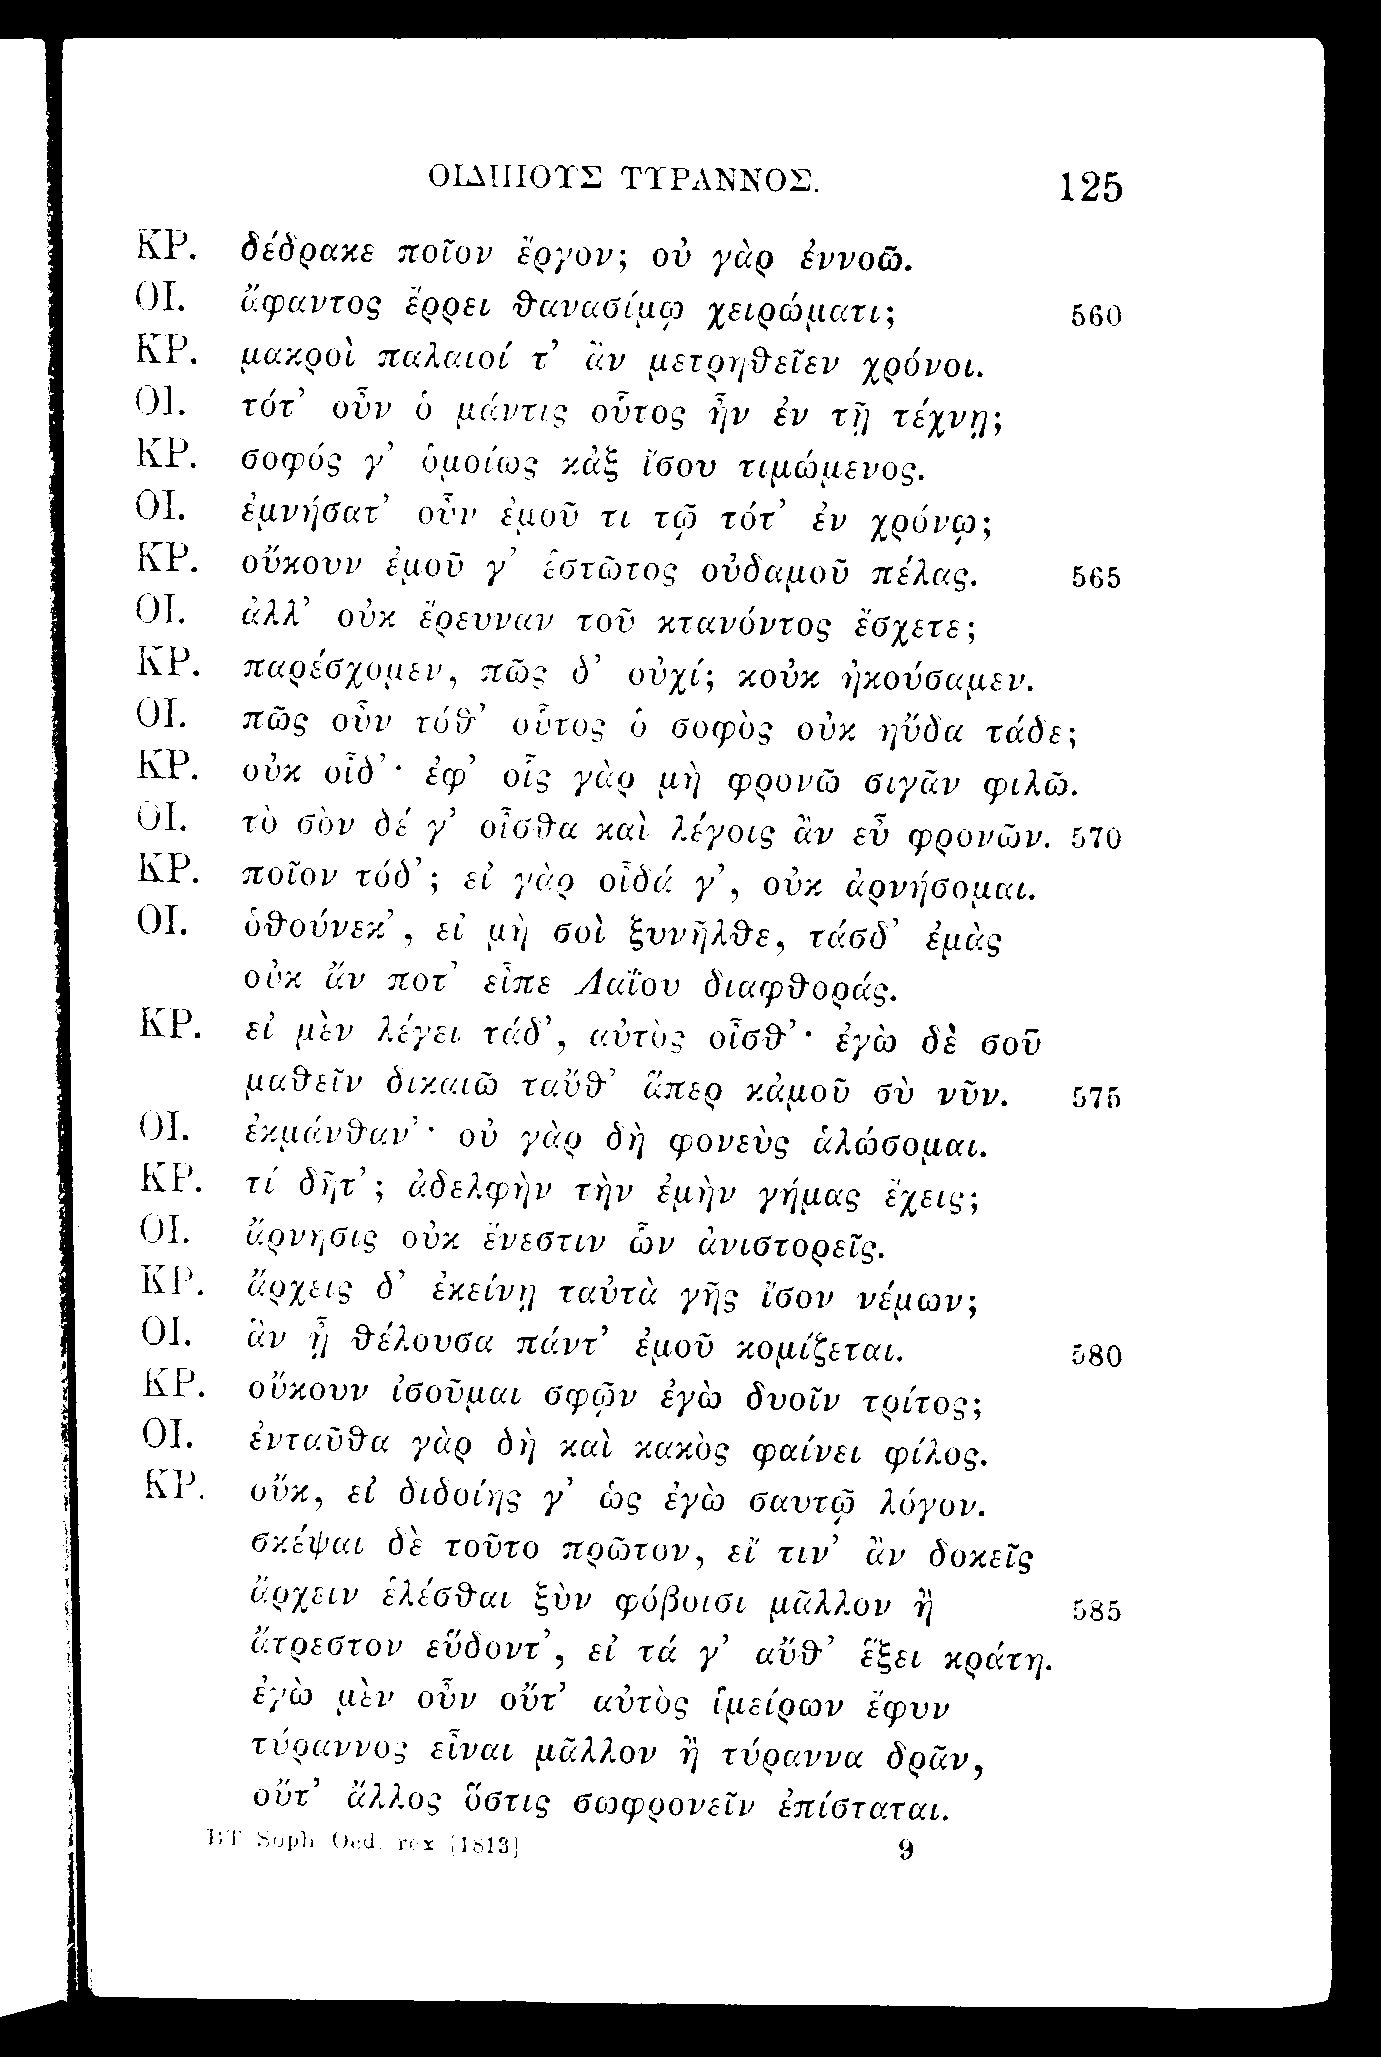 ΟΙΔΙΠΟΥΣ ΤΥΡΑΝΝΟΣ. 125
ΚΡ. δέδρακε ποῖον ἔργον; οὐ γὰρ ἐννοῶ.
ΟΙ. ἄφαντος ἔρρει θανασίμῳ χειρώματι; 560
ΚΡ. μακροὶ παλαιοί τ’ ἂν μετρηθεῖεν χρόνοι.
ΟΙ. τότ’ οὖν ὁ μάντις οὗτος ἦν ἐν τῇ τέχνῃ;
ΚΡ. σοφός γ’ ὁμοίως κἀξ ἴσου τιμώμενος.
ΟΙ. ἐμνήσατ’ οὖν ἐμοῦ τι τῷ τότ’ ἐν χρόνῳ;
ΚΡ. οὔκουν ἐμοῦ γ’ ἑστῶτος οὐδαμοῦ πέλας. 565
ΟΙ. ἀλλ’ οὐκ ἔρευναν τοῦ κτανόντος ἔσχετε;
ΚΡ. παρέσχομεν, πῶς δ’ οὐχί; κοὐκ ἠκούσαμεν.
ΟΙ. πῶς οὖν τόθ’ οὗτος ὁ σοφὸς οὐκ ηὔδα τάδε;
ΚΡ. οὐκ οἶδ’· ἐφ’ οἷς γὰρ μὴ φρονῶ σιγᾶν φιλῶ.
ΟΙ. τὸ σὸν δέ γ’ οἶσθα καὶ λέγοις ἂν εὖ φρονῶν. 570
ΚΡ. ποῖον τόδ’; εἰ γὰρ οἶδά γ’, οὐκ ἀρνήσομαι.
ΟΙ. ὁθούνεκ’, εἰ μὴ σοὶ ξυνῆλθε, τάσδ’ ἐμὰς
οὐκ ἄν ποτ’ εἶπε Λαΐου διαφθοράς.
ΚΡ. εἰ μὲν λέγει τάδ’, αὐτὸς οἶσθ’· ἐγὼ δὲ σοῦ
μαθεῖν δικαιῶ ταὔθ’ ἅπερ κἀμοῦ σὺ νῦν. 575
ΟΙ. ἐκμάνθαν’· οὐ γὰρ δὴ φονεὺς ἁλώσομαι.
ΚΡ. τί δῆτ’; ἀδελφὴν τὴν ἐμὴν γήμας ἔχεις;
ΟΙ. ἄρνησις οὐκ ἔνεστιν ὧν ἀνιστορεῖς.
ΚΡ. ἄρχεις δ’ ἐκείνῃ ταὐτὰ γῆς ἴσον νέμων;
ΟΙ. ἃν ᾖ θέλουσα πάντ’ ἐμοῦ κομίζεται. 580
ΚΡ. οὔκουν ἰσοῦμαι σφῷν ἐγὼ δυοῖν τρίτος;
ΟΙ. ἐνταῦθα γὰρ δὴ καὶ κακὸς φαίνει φίλος.
ΚΡ. οὔκ, εἰ διδοίης γ’ ὡς ἐγὼ σαυτῷ λόγον.
σκέψαι δὲ τοῦτο πρῶτον, εἴ τιν’ ἂν δοκεῖς
ἄρχειν ἑλέσθαι ξὺν φόβοισι μᾶλλον ἢ 585
ἄτρεστον εὕδοντ’, εἰ τά γ’ αὔθ’ ἕξει κράτη.
ἐγὼ μὲν οὖν οὔτ’ αὐτὸς ἱμείρων ἔφυν
τύραννος εἶναι μᾶλλον ἢ τύραννα δρᾶν,
οὔτ’ ἄλλος ὅστις σωφρονεῖν ἐπίσταται.
BT Soph Oed. rex [1813] 9